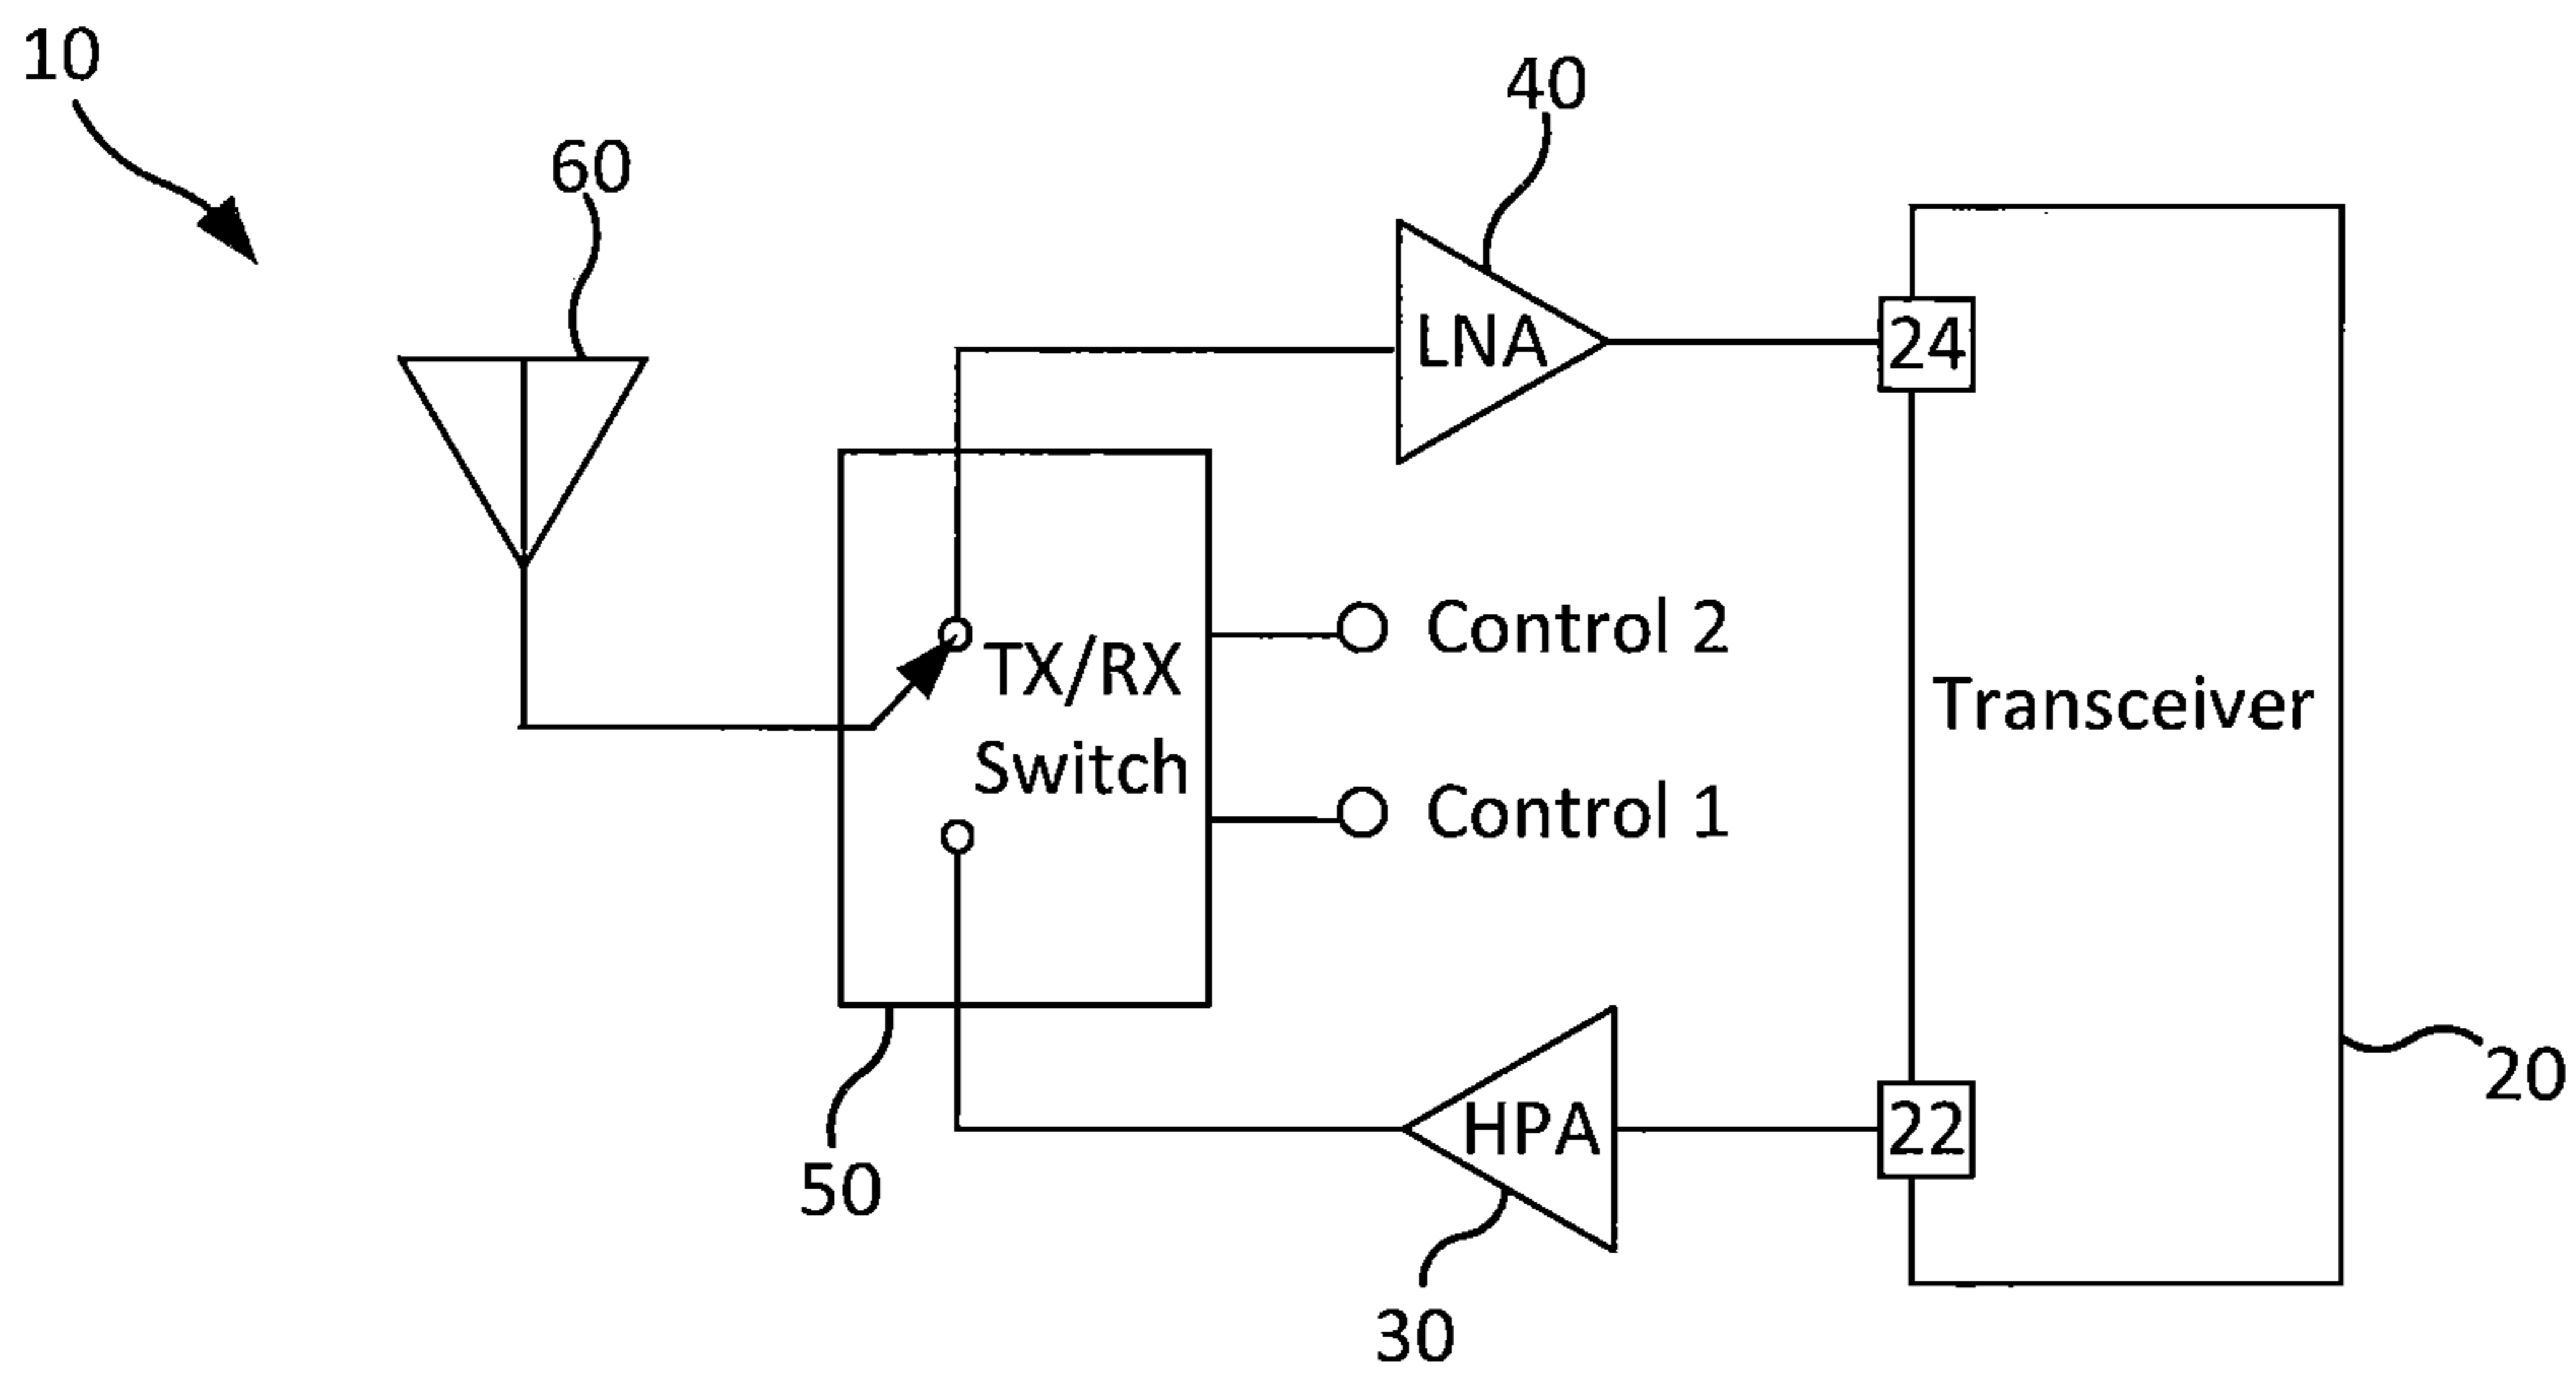 10
60
40
LNA
24
Control 2
TX/RX
Switch
Transceiver
Control 1
20
HPA
22
50
30